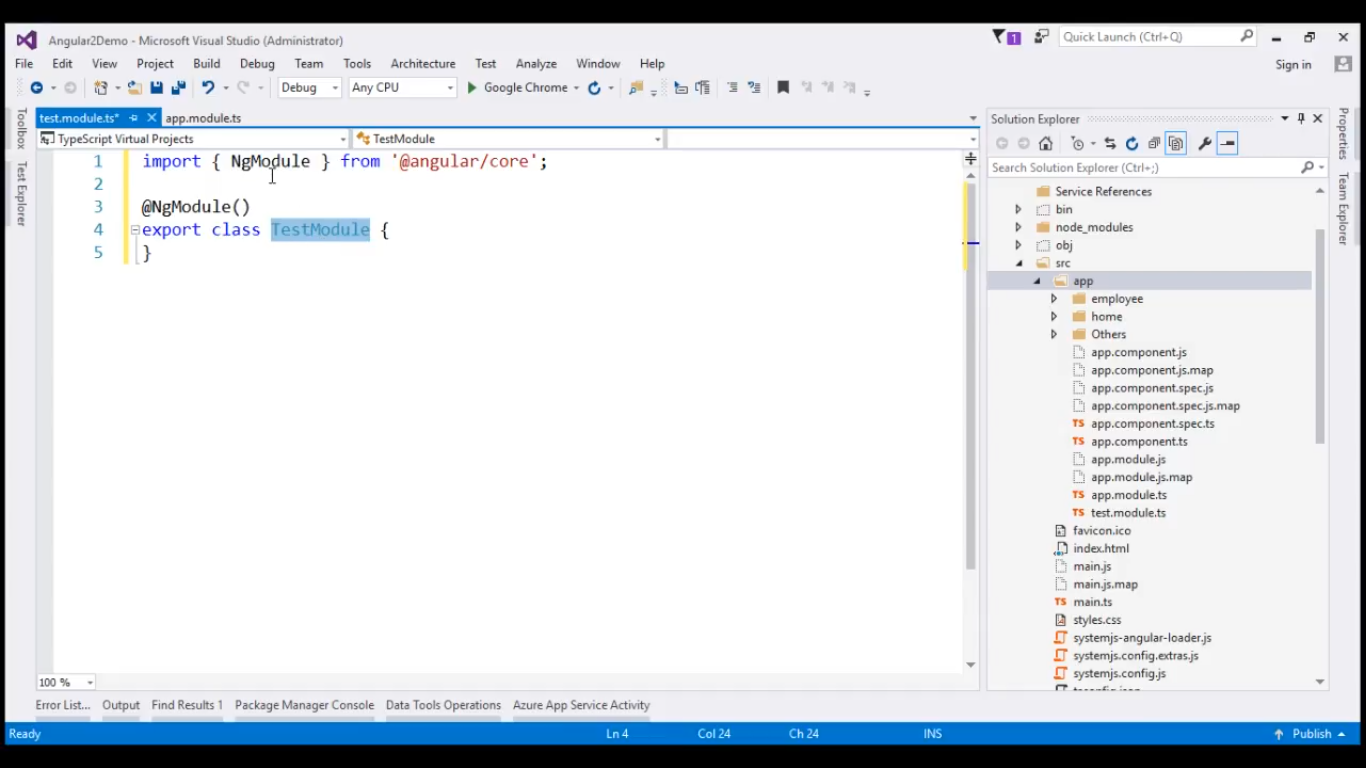 Angular2Demo - Microsoft Visual Studio (Administrator)
1
Quick Launch (Ctrl+Q)
File Edit View Project Build Debug Team Tools Architecture Test Analyze Window Help
Sign in
Debug Any CPU Google Chrome
Toolbox
Test Explorer
test.module.ts* app.module.ts
TypeScript Virtual Projects TestModule
1 import { NgModule } from '@angular/core';
2
3 @NgModule()
4 export class TestModule {
5 }
100 %
Solution Explorer
Search Solution Explorer (Ctrl+;)
Service References
bin
node_modules
obj
src
app
employee
home
Others
app.component.js
app.component.js.map
app.component.spec.js
app.component.spec.js.map
app.component.spec.ts
app.component.ts
app.module.js
app.module.js.map
app.module.ts
test.module.ts
favicon.ico
index.html
main.js
main.js.map
main.ts
styles.css
systemjs-angular-loader.js
systemjs.config.extras.js
systemjs.config.js
Properties
Team Explorer
Error List... Output Find Results 1 Package Manager Console Data Tools Operations Azure App Service Activity
Ready Ln 4 Col 24 Ch 24 INS Publish